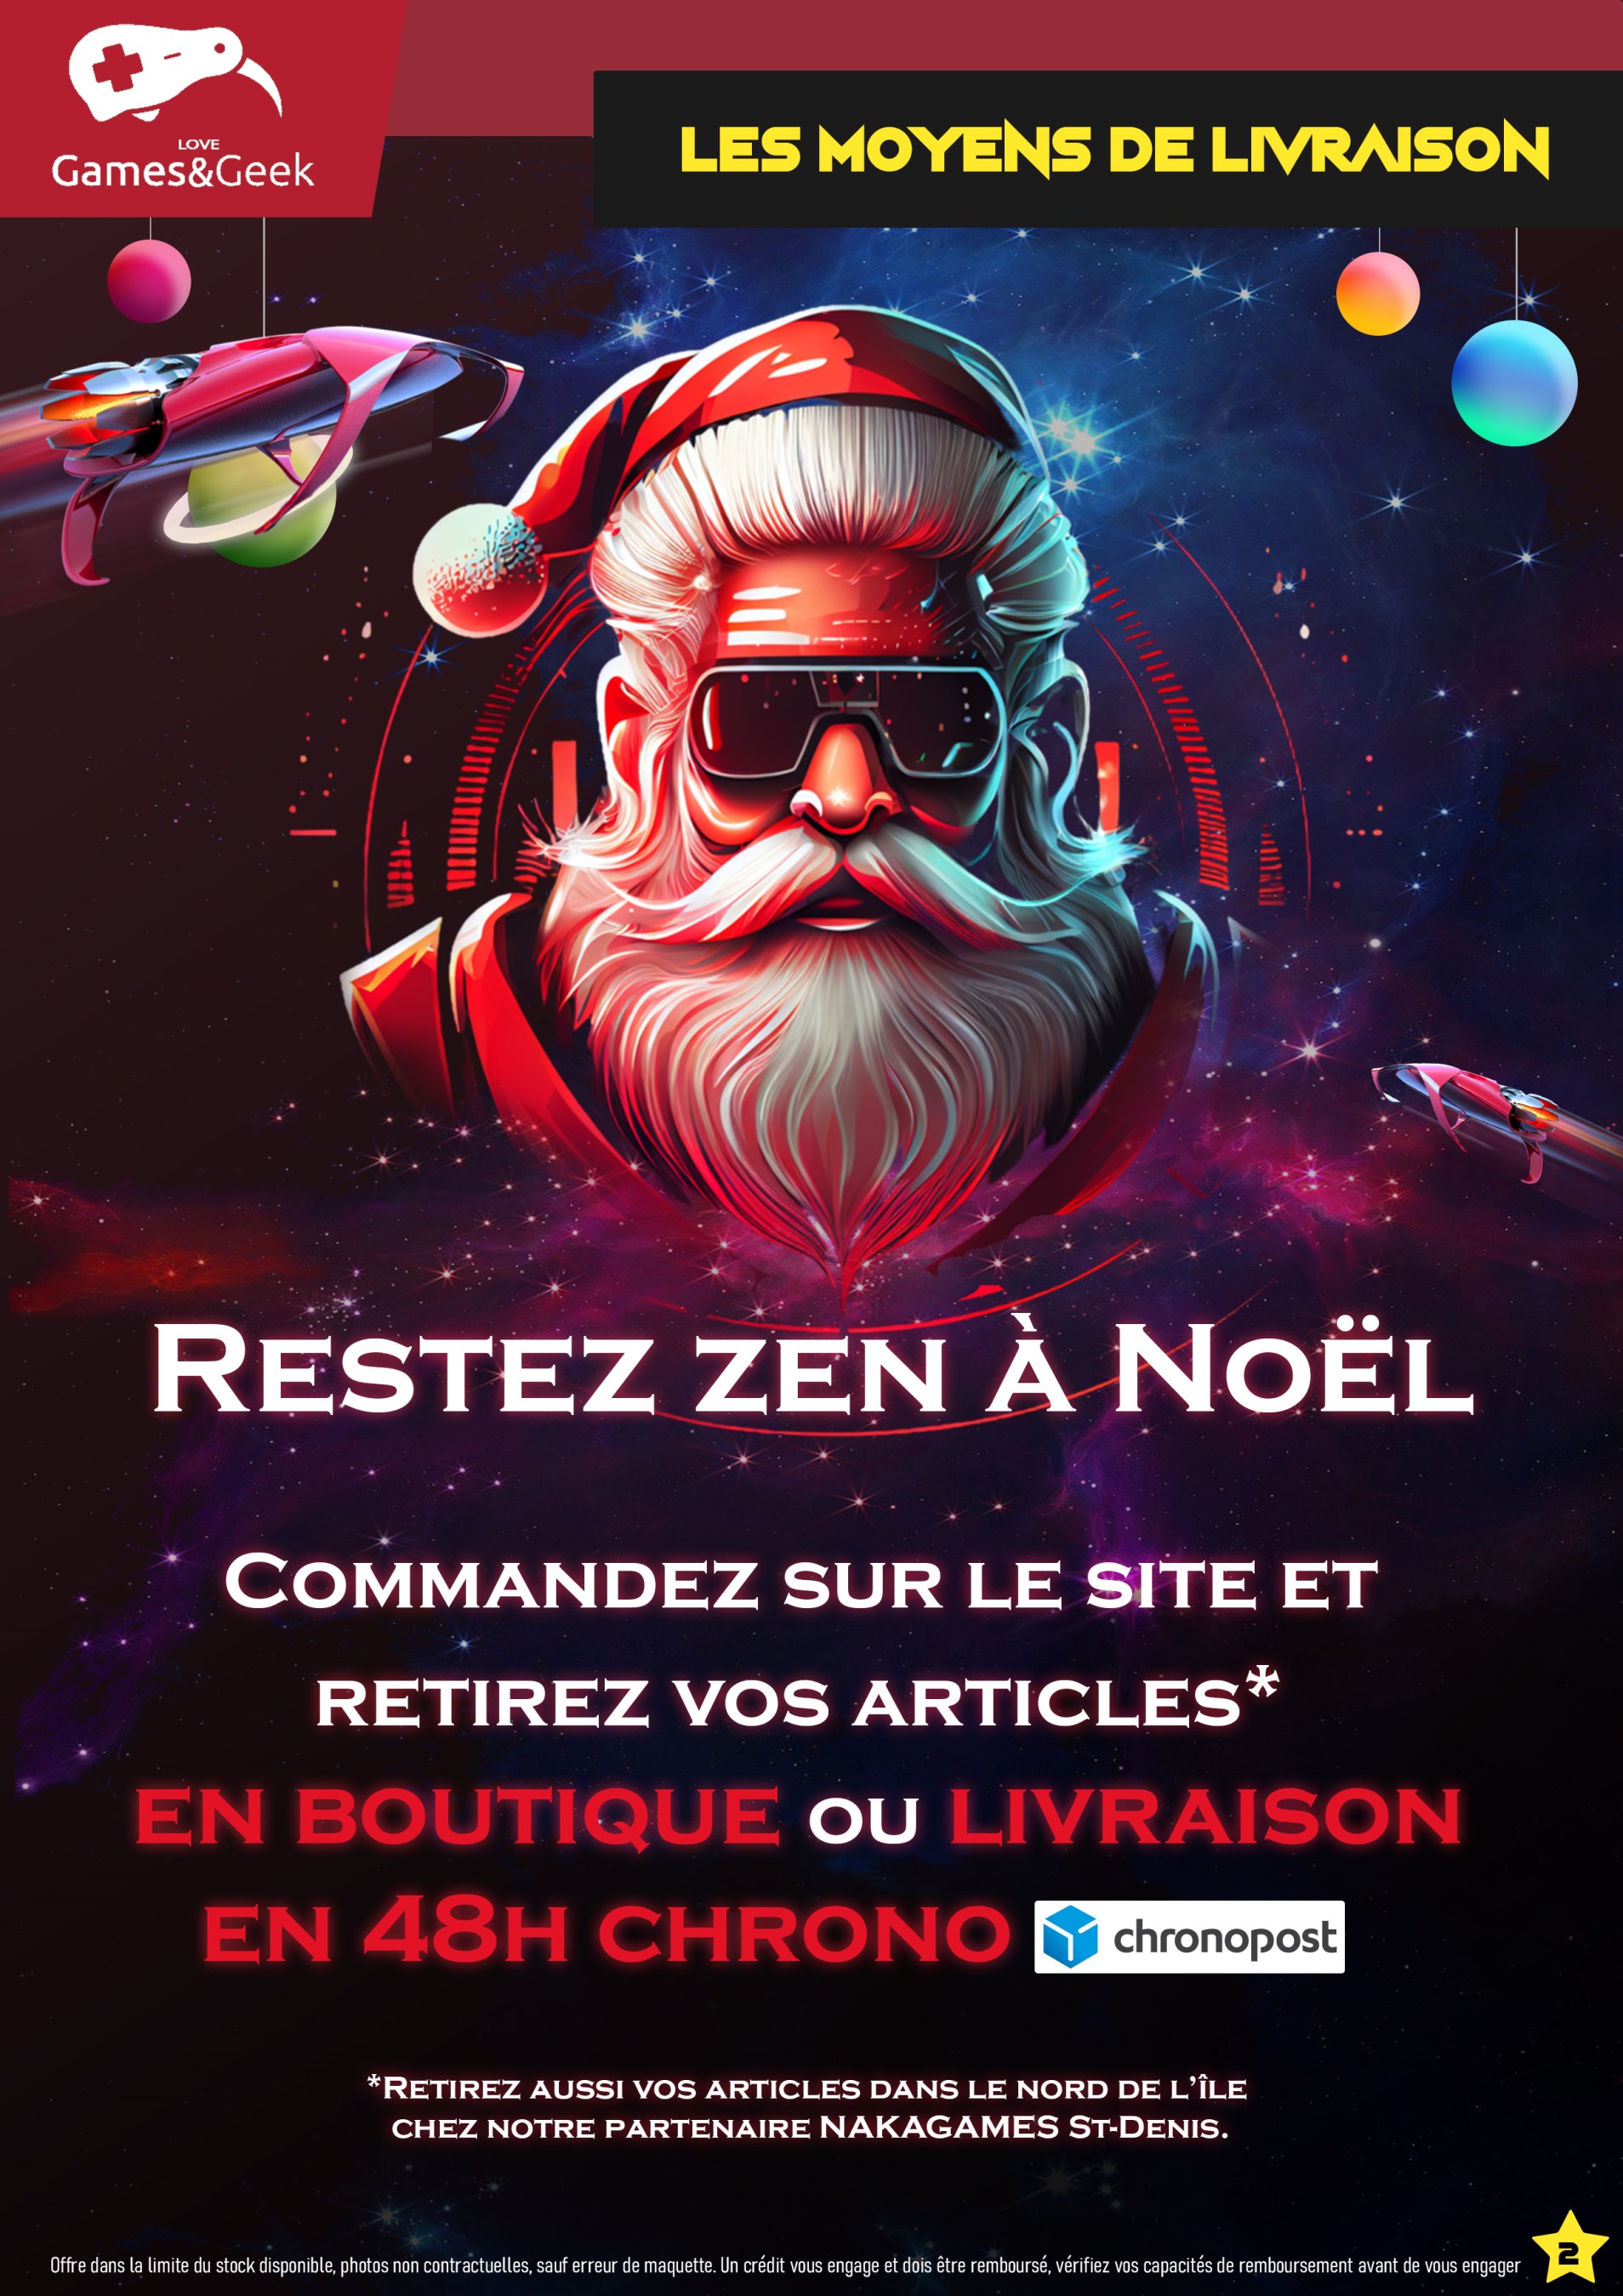 LOVE
Games&Geek
LES MOYENS DE LIVRAISON
RESTEZ ZEN À NOËL
COMMANDEZ SUR LE SITE ET
RETIREZ VOS ARTICLES*
EN BOUTIQUE OU LIVRAISON
EN 48H CHRONO chronopost
*RETIREZ AUSSI VOS ARTICLES DANS LE NORD DE L'ÎLE
CHEZ NOTRE PARTENAIRE NAKAGAMES ST-DENIS.
Offre dans la limite du stock disponible, photos non contractuelles, sauf erreur de maquette. Un crédit vous engage et dois être remboursé, vérifiez vos capacités de remboursement avant de vous engager
2